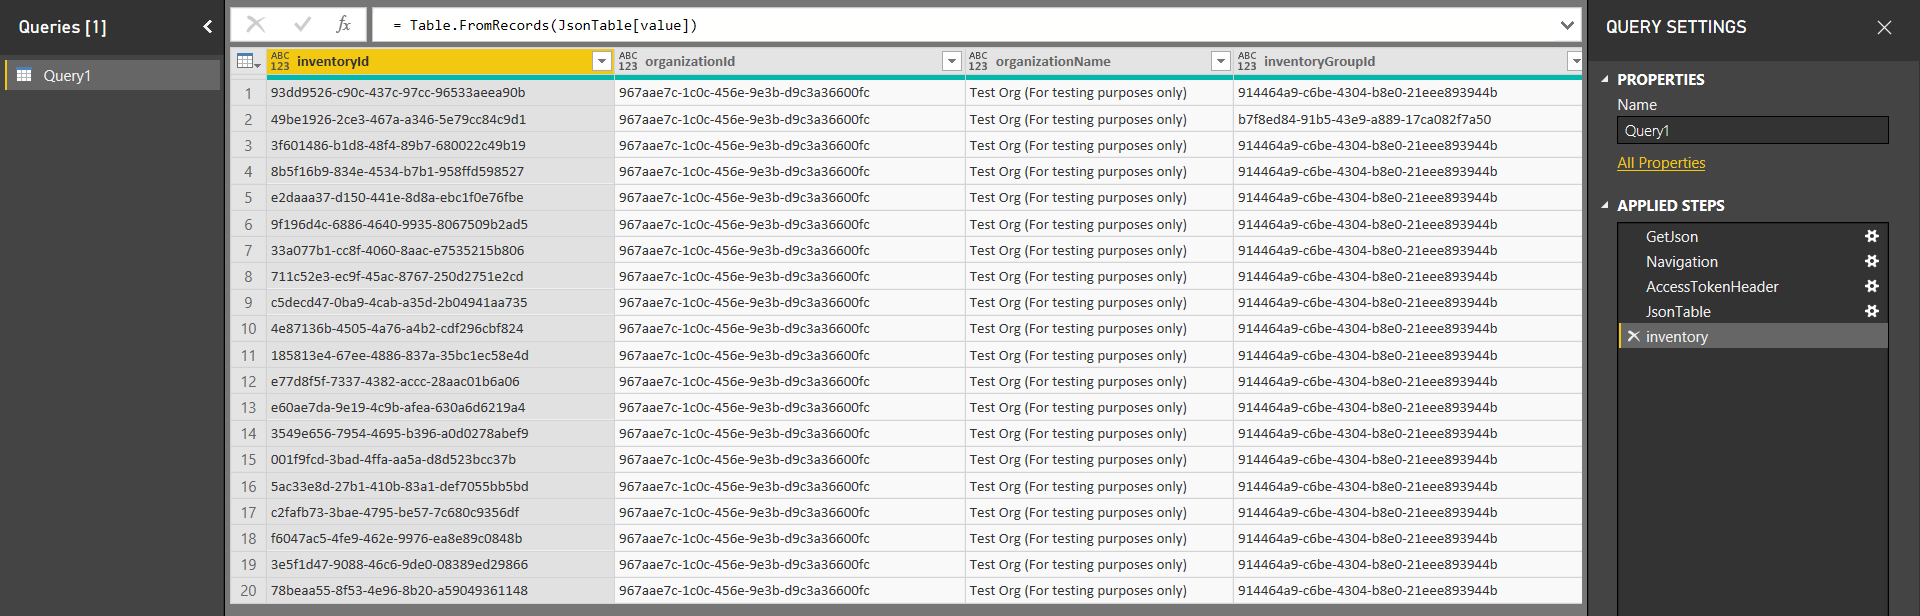 Queries [1]
Query1
fx
= Table.FromRecords(JsonTable[value])
ABC 123 inventoryId ABC 123 organizationId ABC 123 organizationName ABC 123 inventoryGroupId
1 93dd9526-c90c-437c-97cc-96533aeea90b 967aae7c-1c0c-456e-9e3b-d9c3a36600fc Test Org (For testing purposes only) 914464a9-c6be-4304-b8e0-21eee893944b
2 49be1926-2ce3-467a-a346-5e79cc84c9d1 967aae7c-1c0c-456e-9e3b-d9c3a36600fc Test Org (For testing purposes only) b7f8ed84-91b5-43e9-a889-17ca082f7a50
3 3f601486-b1d8-48f4-89b7-680022c49b19 967aae7c-1c0c-456e-9e3b-d9c3a36600fc Test Org (For testing purposes only) 914464a9-c6be-4304-b8e0-21eee893944b
4 8b5f16b9-834e-4534-b7b1-958ffd598527 967aae7c-1c0c-456e-9e3b-d9c3a36600fc Test Org (For testing purposes only) 914464a9-c6be-4304-b8e0-21eee893944b
5 e2daaa37-d150-441e-8d8a-ebc1f0e76fbe 967aae7c-1c0c-456e-9e3b-d9c3a36600fc Test Org (For testing purposes only) 914464a9-c6be-4304-b8e0-21eee893944b
6 9f196d4c-6886-4640-9935-8067509b2ad5 967aae7c-1c0c-456e-9e3b-d9c3a36600fc Test Org (For testing purposes only) 914464a9-c6be-4304-b8e0-21eee893944b
7 33a077b1-cc8f-4060-8aac-e7535215b806 967aae7c-1c0c-456e-9e3b-d9c3a36600fc Test Org (For testing purposes only) 914464a9-c6be-4304-b8e0-21eee893944b
8 711c52e3-ec9f-45ac-8767-250d2751e2cd 967aae7c-1c0c-456e-9e3b-d9c3a36600fc Test Org (For testing purposes only) 914464a9-c6be-4304-b8e0-21eee893944b
9 c5decd47-0ba9-4cab-a35d-2b04941aa735 967aae7c-1c0c-456e-9e3b-d9c3a36600fc Test Org (For testing purposes only) 914464a9-c6be-4304-b8e0-21eee893944b
10 4e87136b-4505-4a76-a4b2-cdf296cbf824 967aae7c-1c0c-456e-9e3b-d9c3a36600fc Test Org (For testing purposes only) 914464a9-c6be-4304-b8e0-21eee893944b
11 185813e4-67ee-4886-837a-35bc1ec58e4d 967aae7c-1c0c-456e-9e3b-d9c3a36600fc Test Org (For testing purposes only) 914464a9-c6be-4304-b8e0-21eee893944b
12 e77d8f5f-7337-4382-accc-28aac01b6a06 967aae7c-1c0c-456e-9e3b-d9c3a36600fc Test Org (For testing purposes only) 914464a9-c6be-4304-b8e0-21eee893944b
13 e60ae7da-9e19-4c9b-afea-630a6d6219a4 967aae7c-1c0c-456e-9e3b-d9c3a36600fc Test Org (For testing purposes only) 914464a9-c6be-4304-b8e0-21eee893944b
14 3549e656-7954-4695-b396-a0d0278abef9 967aae7c-1c0c-456e-9e3b-d9c3a36600fc Test Org (For testing purposes only) 914464a9-c6be-4304-b8e0-21eee893944b
15 001f9fcd-3bad-4ffa-aa5a-d8d523bcc37b 967aae7c-1c0c-456e-9e3b-d9c3a36600fc Test Org (For testing purposes only) 914464a9-c6be-4304-b8e0-21eee893944b
16 5ac33e8d-27b1-410b-83a1-def7055bb5bd 967aae7c-1c0c-456e-9e3b-d9c3a36600fc Test Org (For testing purposes only) 914464a9-c6be-4304-b8e0-21eee893944b
17 c2fafb73-3bae-4795-be57-7c680c9356df 967aae7c-1c0c-456e-9e3b-d9c3a36600fc Test Org (For testing purposes only) 914464a9-c6be-4304-b8e0-21eee893944b
18 f6047ac5-4fe9-462e-9976-ea8e89c0848b 967aae7c-1c0c-456e-9e3b-d9c3a36600fc Test Org (For testing purposes only) 914464a9-c6be-4304-b8e0-21eee893944b
19 3e5f1d47-9088-46c6-9de0-08389ed29866 967aae7c-1c0c-456e-9e3b-d9c3a36600fc Test Org (For testing purposes only) 914464a9-c6be-4304-b8e0-21eee893944b
20 78beaa55-8f53-4e96-8b20-a59049361148 967aae7c-1c0c-456e-9e3b-d9c3a36600fc Test Org (For testing purposes only) 914464a9-c6be-4304-b8e0-21eee893944b
QUERY SETTINGS
PROPERTIES
Name
Query1
All Properties
APPLIED STEPS
GetJson
Navigation
AccessTokenHeader
JsonTable
inventory